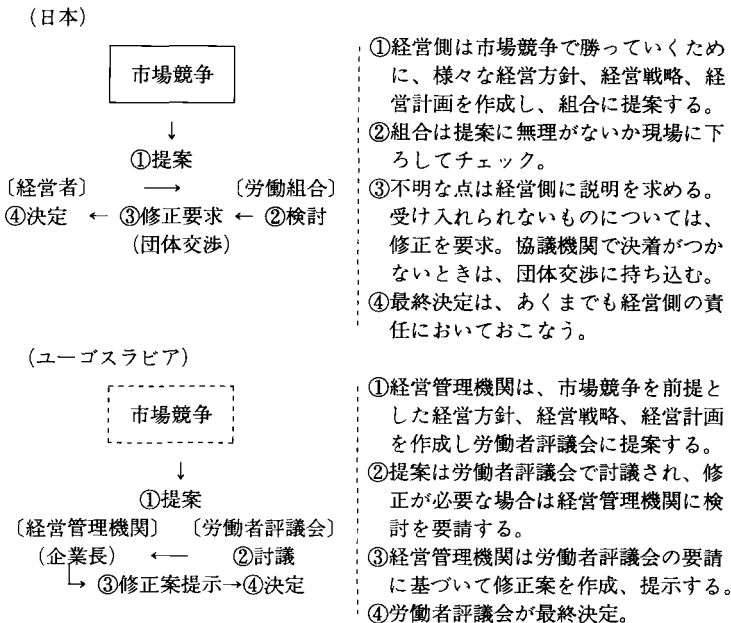 (日本)
市場競争
↓
①提案
〔経営者〕 → 〔労働組合〕
④決定 ← ③修正要求 ← ②検討
(団体交渉)
①経営側は市場競争で勝っていくため
に、様々な経営方針、経営戦略、経
営計画を作成し、組合に提案する。
②組合は提案に無理がないか現場に下
ろしてチェック。
③不明な点は経営側に説明を求める。
受け入れられないものについては、
修正を要求。協議機関で決着がつか
ないときは、団体交渉に持ち込む。
④最終決定は、あくまでも経営側の責
任においておこなう。
(ユーゴスラビア)
市場競争
↓
①提案
〔経営管理機関〕 〔労働者評議会〕
(企業長) ← ②討議
→ ③修正案提示→④決定
①経営管理機関は、市場競争を前提と
した経営方針、経営戦略、経営計画
を作成し労働者評議会に提案する。
②提案は労働者評議会で討議され、修
正が必要な場合は経営管理機関に検
討を要請する。
③経営管理機関は労働者評議会の要請
に基づいて修正案を作成、提示する。
④労働者評議会が最終決定。